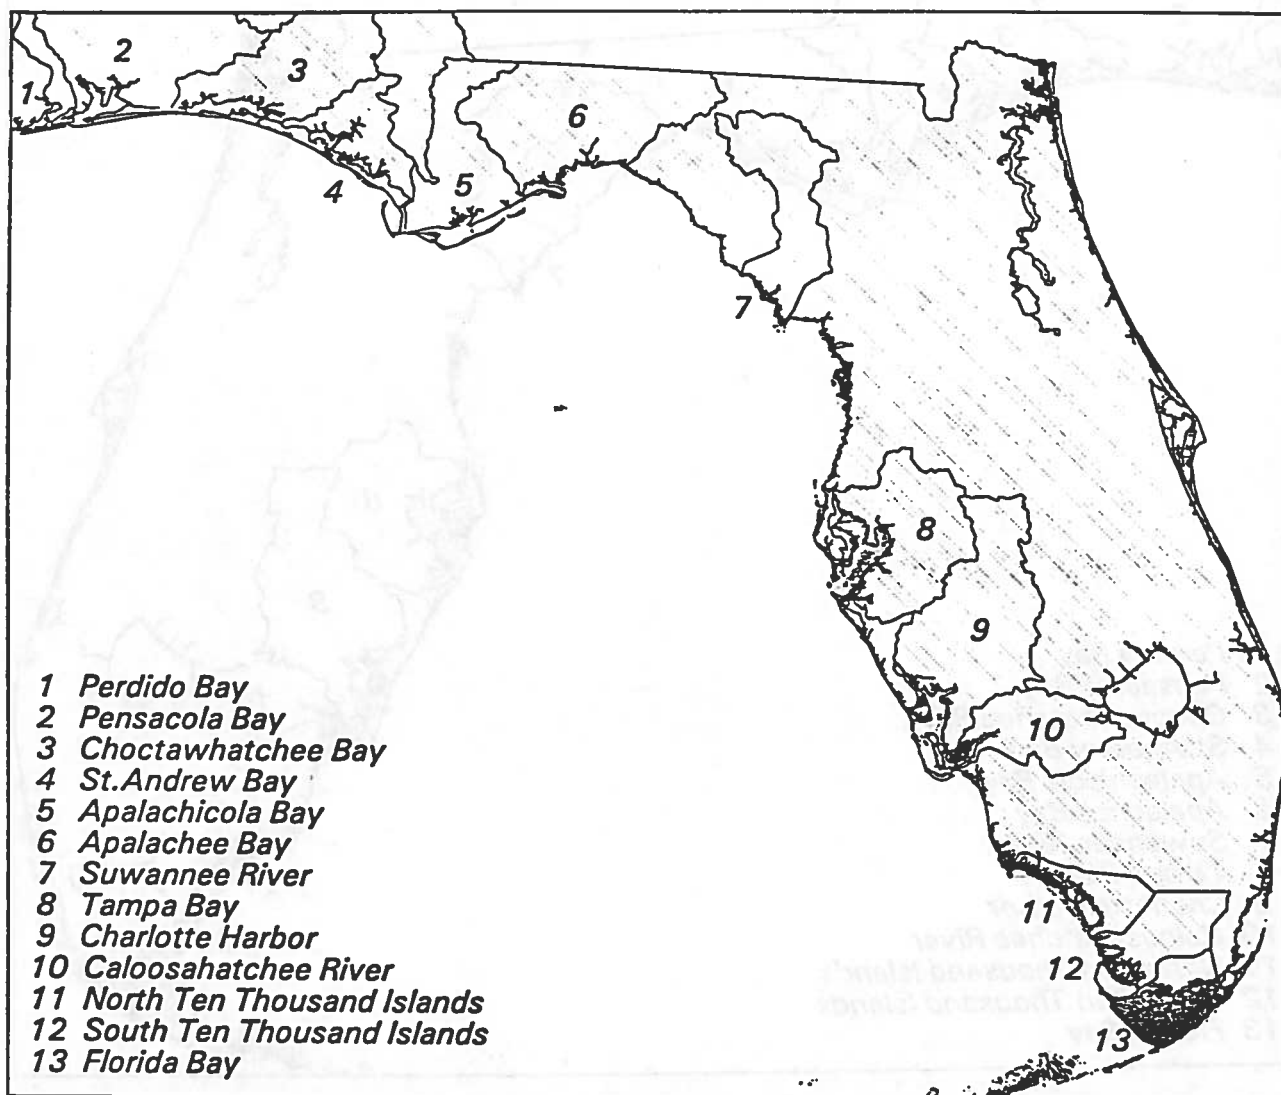 1
2
3
4
5
6
7
8
9
10
11
12
13
1 Perdido Bay
2 Pensacola Bay
3 Choctawhatchee Bay
4 St.Andrew Bay
5 Apalachicola Bay
6 Apalachee Bay
7 Suwannee River
8 Tampa Bay
9 Charlotte Harbor
10 Caloosahatchee River
11 North Ten Thousand Islands
12 South Ten Thousand Islands
13 Florida Bay